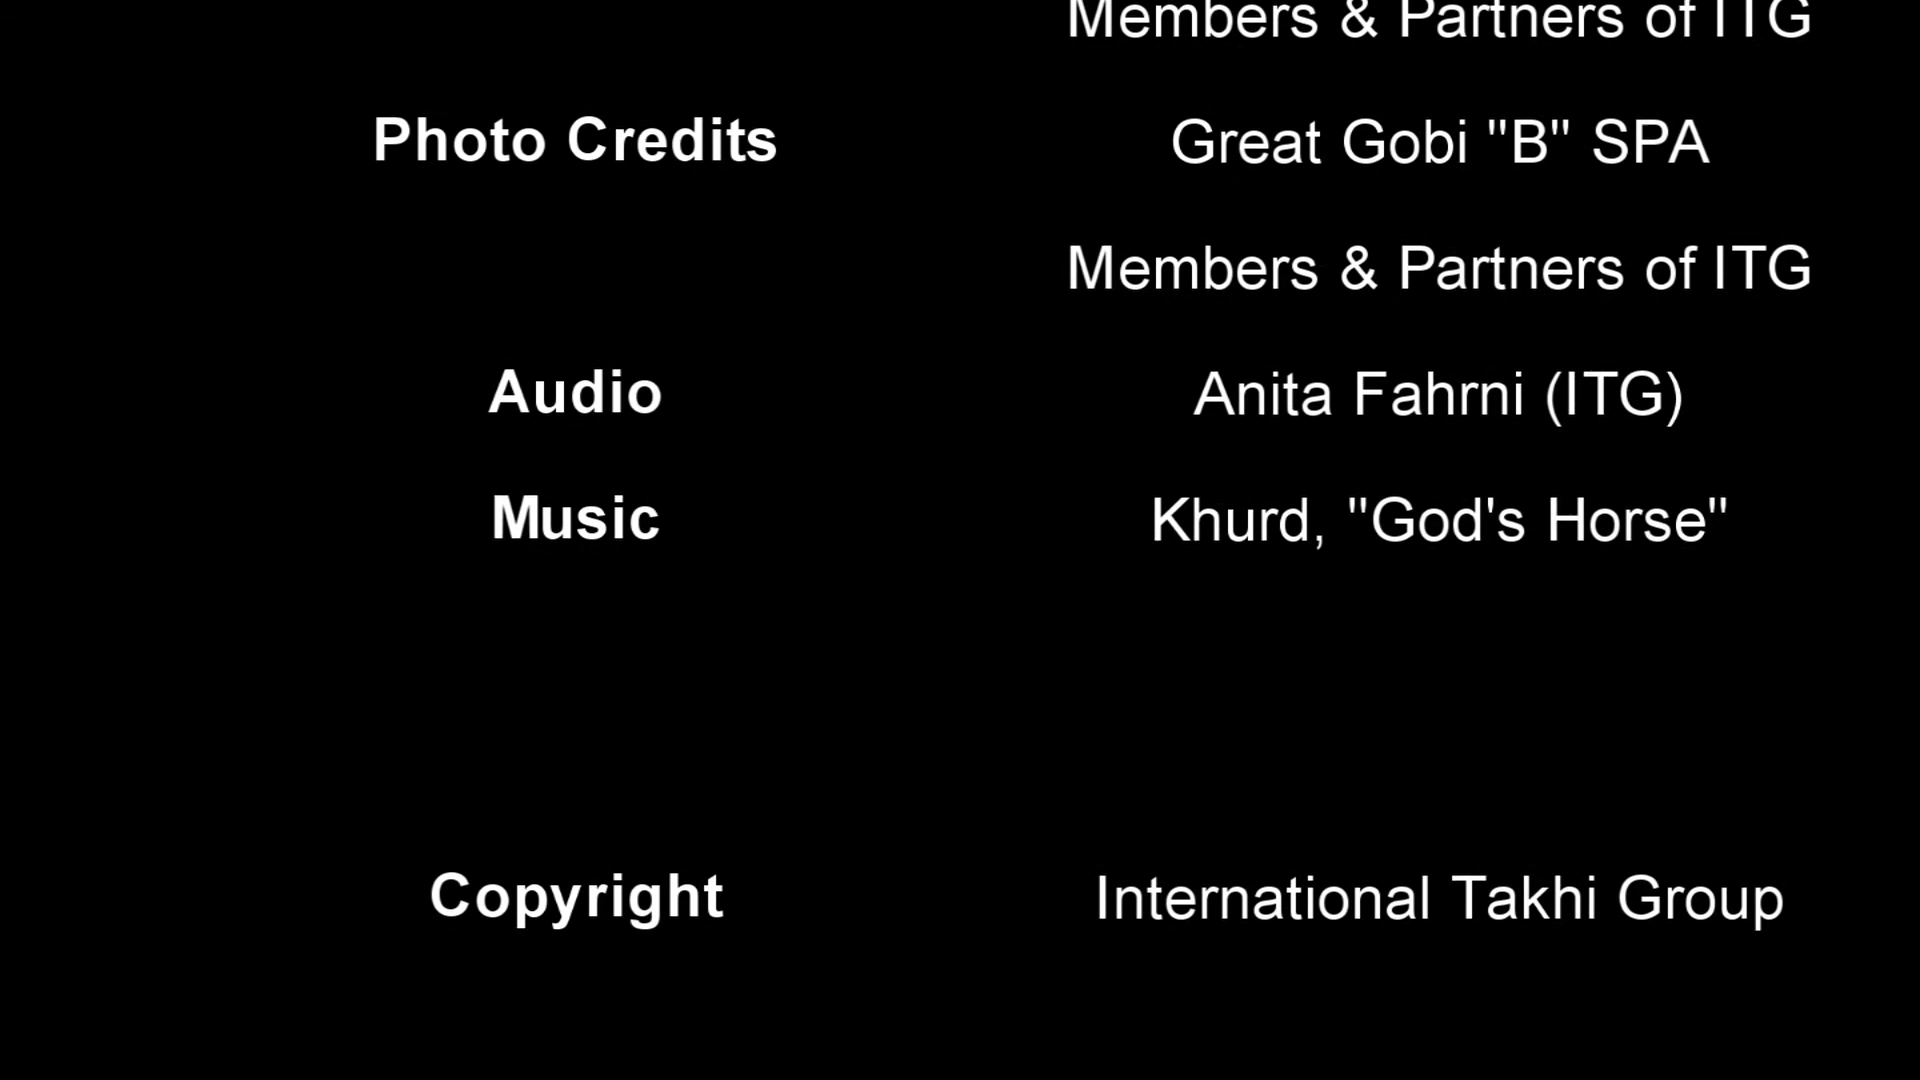 Members & Partners of ITG
Photo Credits Great Gobi "B" SPA
Members & Partners of ITG
Audio Anita Fahrni (ITG)
Music Khurd, "God's Horse"
Copyright International Takhi Group